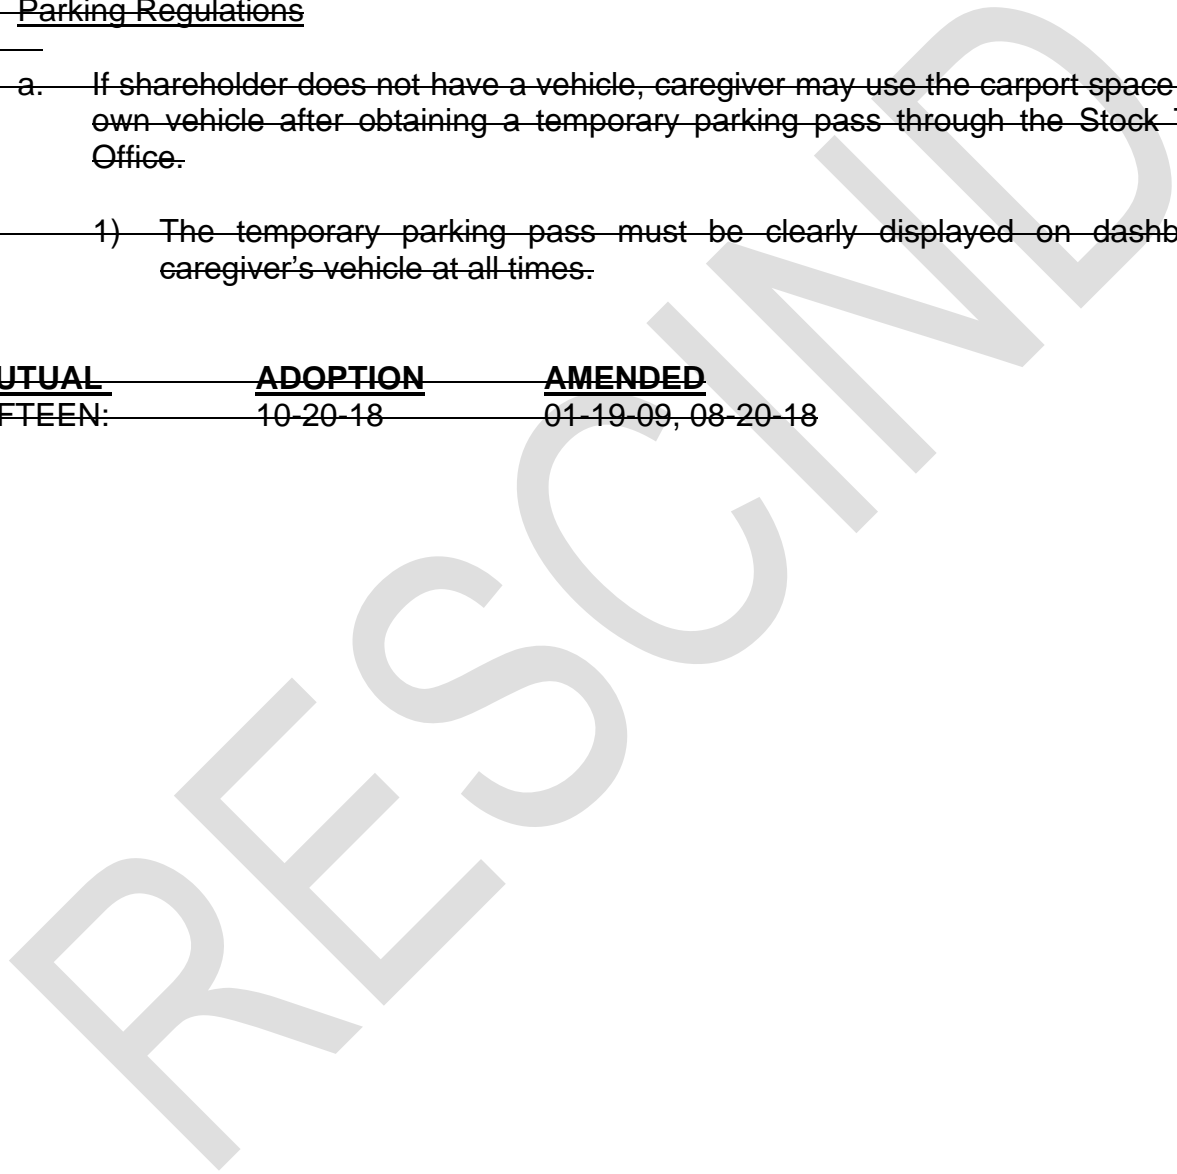 Parking Regulations
a. If shareholder does not have a vehicle, caregiver may use the carport space
own vehicle after obtaining a temporary parking pass through the Stock
Office.
1) The temporary parking pass must be clearly displayed on dashb
caregiver's vehicle at all times.
UTUAL ADOPTION AMENDED
FTEEN: 10-20-18 01-19-09, 08-20-18
RESCIND